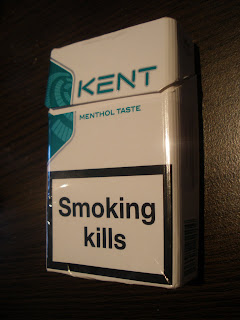 KENT
MENTHOL TASTE
Smoking
kills